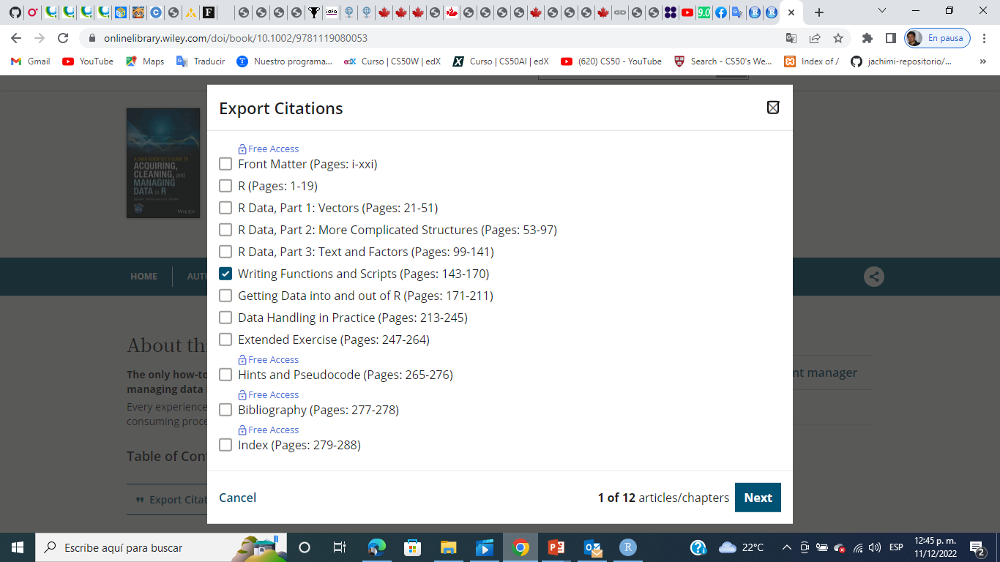 9.0
onlinelibrary.wiley.com/doi/book/10.1002/9781119080053
En pausa
Gmail
YouTube
Maps
Traducir
Nuestro programa...
edX
Curso | CS50W | edX
Curso | CS50AI | edX
(620) CS50 - YouTube
Search - CS50's We...
Index of /
jachimi-repositorio/...
»
A DATA SCIENTIST'S GUIDE TO
ACQUIRING,
CLEANING, and
MANAGING
DATA in R
WILEY
HOME
AUTH
About thi
The only how-to
managing data
Every experience
consuming proce
Table of Con
Export Citat
nt manager
Export Citations
Free Access
Front Matter (Pages: i-xxi)
R (Pages: 1-19)
R Data, Part 1: Vectors (Pages: 21-51)
R Data, Part 2: More Complicated Structures (Pages: 53-97)
R Data, Part 3: Text and Factors (Pages: 99-141)
Writing Functions and Scripts (Pages: 143-170)
Getting Data into and out of R (Pages: 171-211)
Data Handling in Practice (Pages: 213-245)
Extended Exercise (Pages: 247-264)
Free Access
Hints and Pseudocode (Pages: 265-276)
Free Access
Bibliography (Pages: 277-278)
Free Access
Index (Pages: 279-288)
Cancel
1 of 12 articles/chapters
Next
Escribe aquí para buscar
22°C
ESP
12:45 p. m.
11/12/2022
2